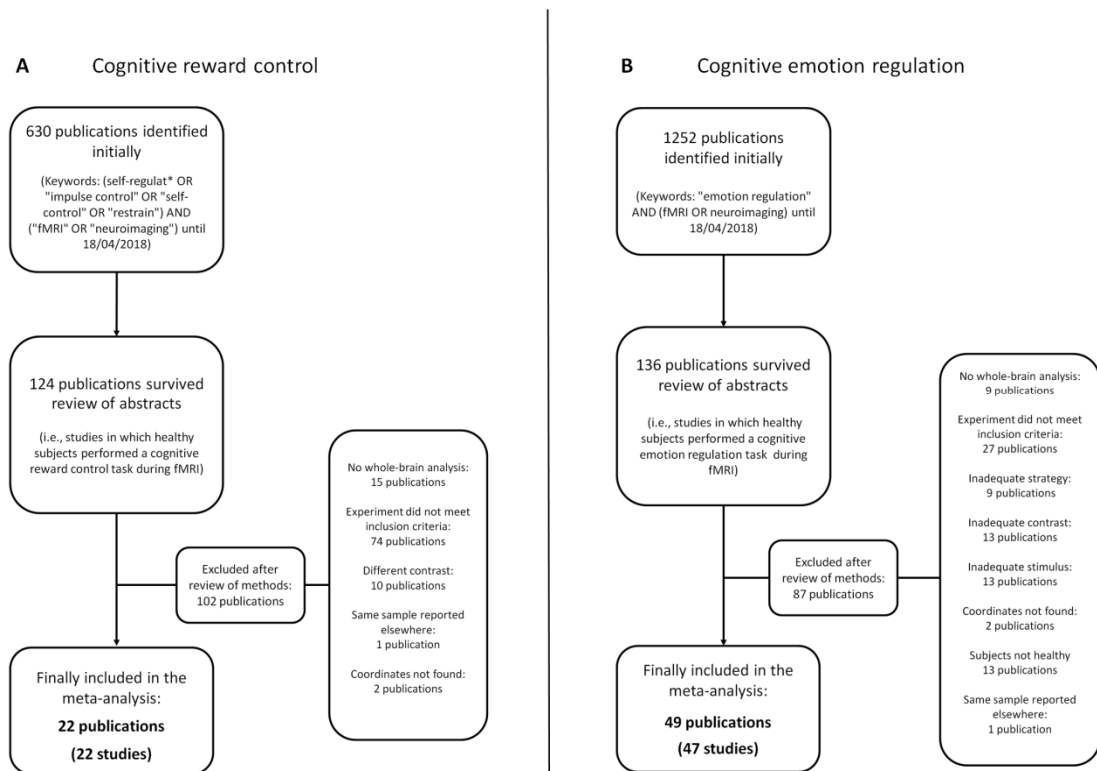 A Cognitive reward control
630 publications identified
initially
(Keywords: (self-regulat* OR
"impulse control" OR "self-
control" OR "restrain") AND
("fMRI" OR "neuroimaging") until
18/04/2018)
124 publications survived
review of abstracts
(i.e., studies in which healthy
subjects performed a cognitive
reward control task during fMRI)
Excluded after
review of methods:
102 publications
No whole-brain analysis:
15 publications
Experiment did not meet
inclusion criteria:
74 publications
Different contrast:
10 publications
Same sample reported
elsewhere:
1 publication
Coordinates not found:
2 publications
Finally included in the
meta-analysis:
22 publications
(22 studies)
B Cognitive emotion regulation
1252 publications
identified initially
(Keywords: "emotion regulation"
AND (fMRI OR neuroimaging) until
18/04/2018)
136 publications survived
review of abstracts
(i.e., studies in which healthy
subjects performed a cognitive
emotion regulation task during
fMRI)
Excluded after
review of methods:
87 publications
No whole-brain analysis:
9 publications
Experiment did not meet
inclusion criteria:
27 publications
Inadequate strategy:
9 publications
Inadequate contrast:
13 publications
Inadequate stimulus:
13 publications
Coordinates not found:
2 publications
Subjects not healthy
13 publications
Same sample reported
elsewhere:
1 publication
Finally included in the
meta-analysis:
49 publications
(47 studies)